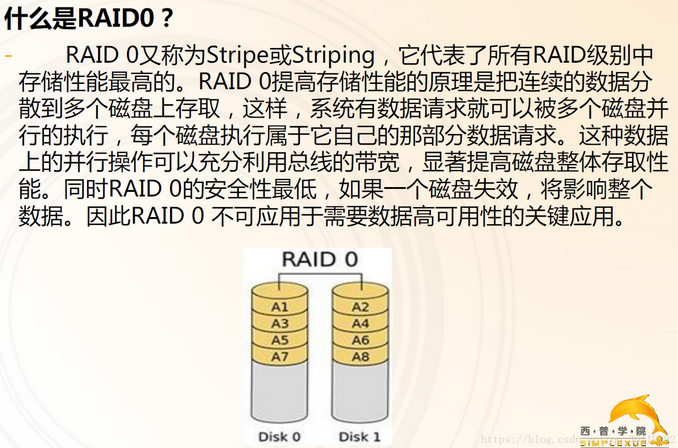 什么是RAID0？
- RAID 0又称为Stripe或Striping，它代表了所有RAID级别中
存储性能最高的。RAID 0提高存储性能的原理是把连续的数据分
散到多个磁盘上存取，这样，系统有数据请求就可以被多个磁盘并
行的执行，每个磁盘执行属于它自己的那部分数据请求。这种数据
上的并行操作可以充分利用总线的带宽，显著提高磁盘整体存取性
能。同时RAID 0的安全性最低，如果一个磁盘失效，将影响整个
数据。因此RAID 0 不可应用于需要数据高可用性的关键应用。
RAID 0
A1 A2
A3 A4
A5 A6
A7 A8
Disk 0 Disk 1
西·普·学·院
SIMPLEXUE